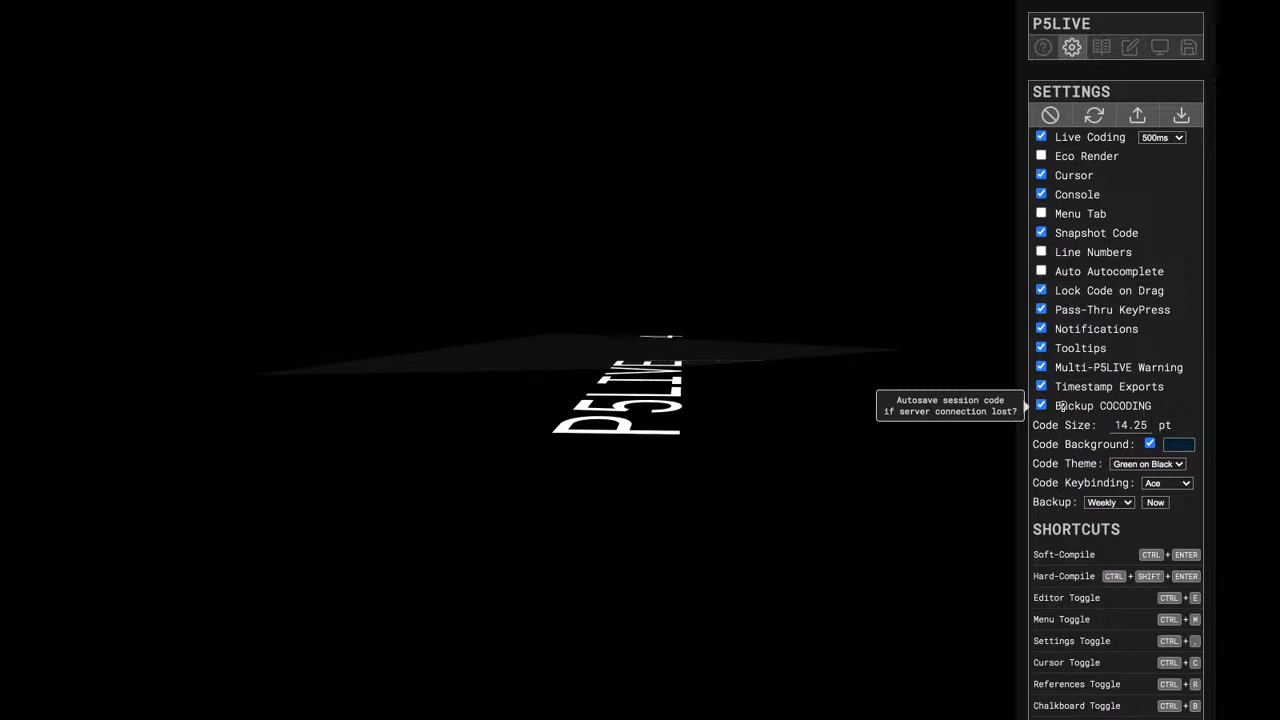 P5LIVE
SETTINGS
Live Coding 500ms
Eco Render
Cursor
Console
Menu Tab
Snapshot Code
Line Numbers
Auto Autocomplete
Lock Code on Drag
Pass-Thru KeyPress
Notifications
Tooltips
Multi-P5LIVE Warning
Timestamp Exports
Autosave session code
if server connection lost?
Backup COCODING
Code Size: 14.25 pt
Code Background:
Code Theme: Green on Black
Code Keybinding: Ace
Backup: Weekly Now
SHORTCUTS
Soft-Compile CTRL + ENTER
Hard-Compile CTRL + SHIFT + ENTER
Editor Toggle CTRL + E
Menu Toggle CTRL + M
Settings Toggle CTRL + .
Cursor Toggle CTRL + C
References Toggle CTRL + R
Chalkboard Toggle CTRL + B
P5LIVE